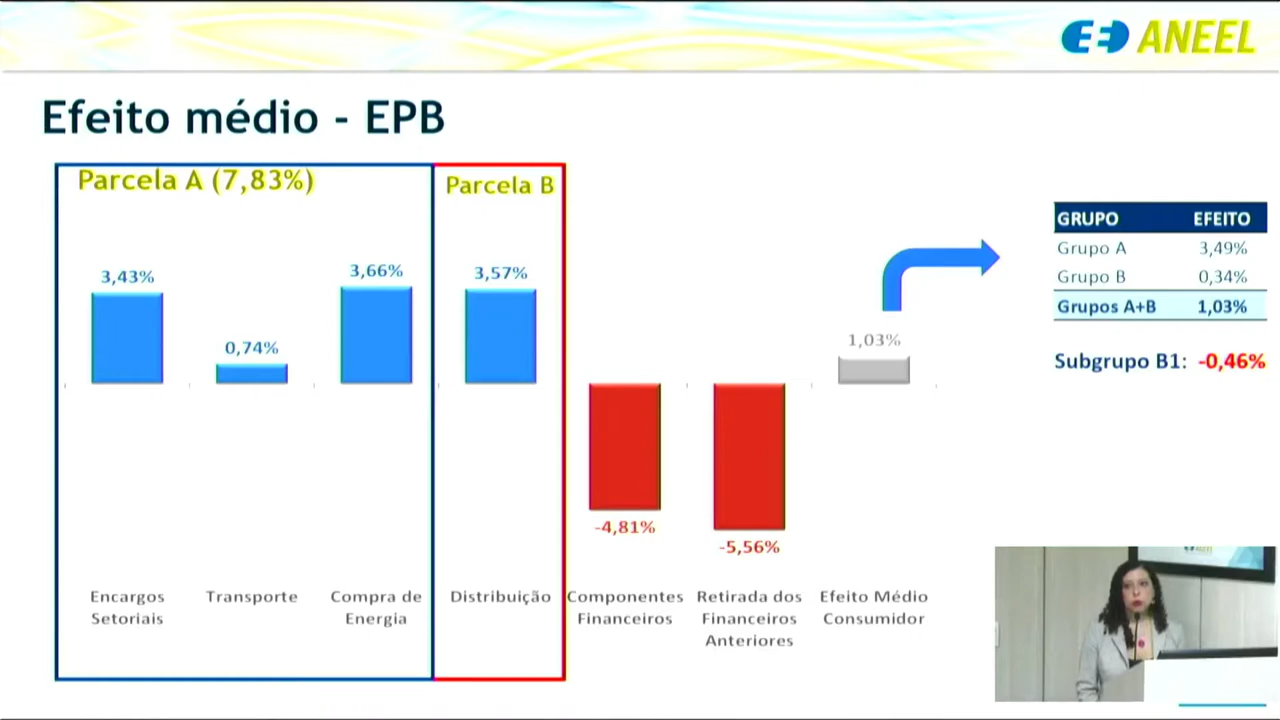 ANEEL
Efeito médio - EPB
Parcela A (7,83%)
Parcela B
3,43%
0,74%
3,66%
3,57%
-4,81%
-5,56%
1,03%
Encargos
Setoriais
Transporte
Compra de
Energia
Distribuição
Componentes
Financeiros
Retirada dos
Financeiros
Anteriores
Efeito Médio
Consumidor
GRUPO EFEITO
Grupo A 3,49%
Grupo B 0,34%
Grupos A+B 1,03%
Subgrupo B1: -0,46%
ANEEL